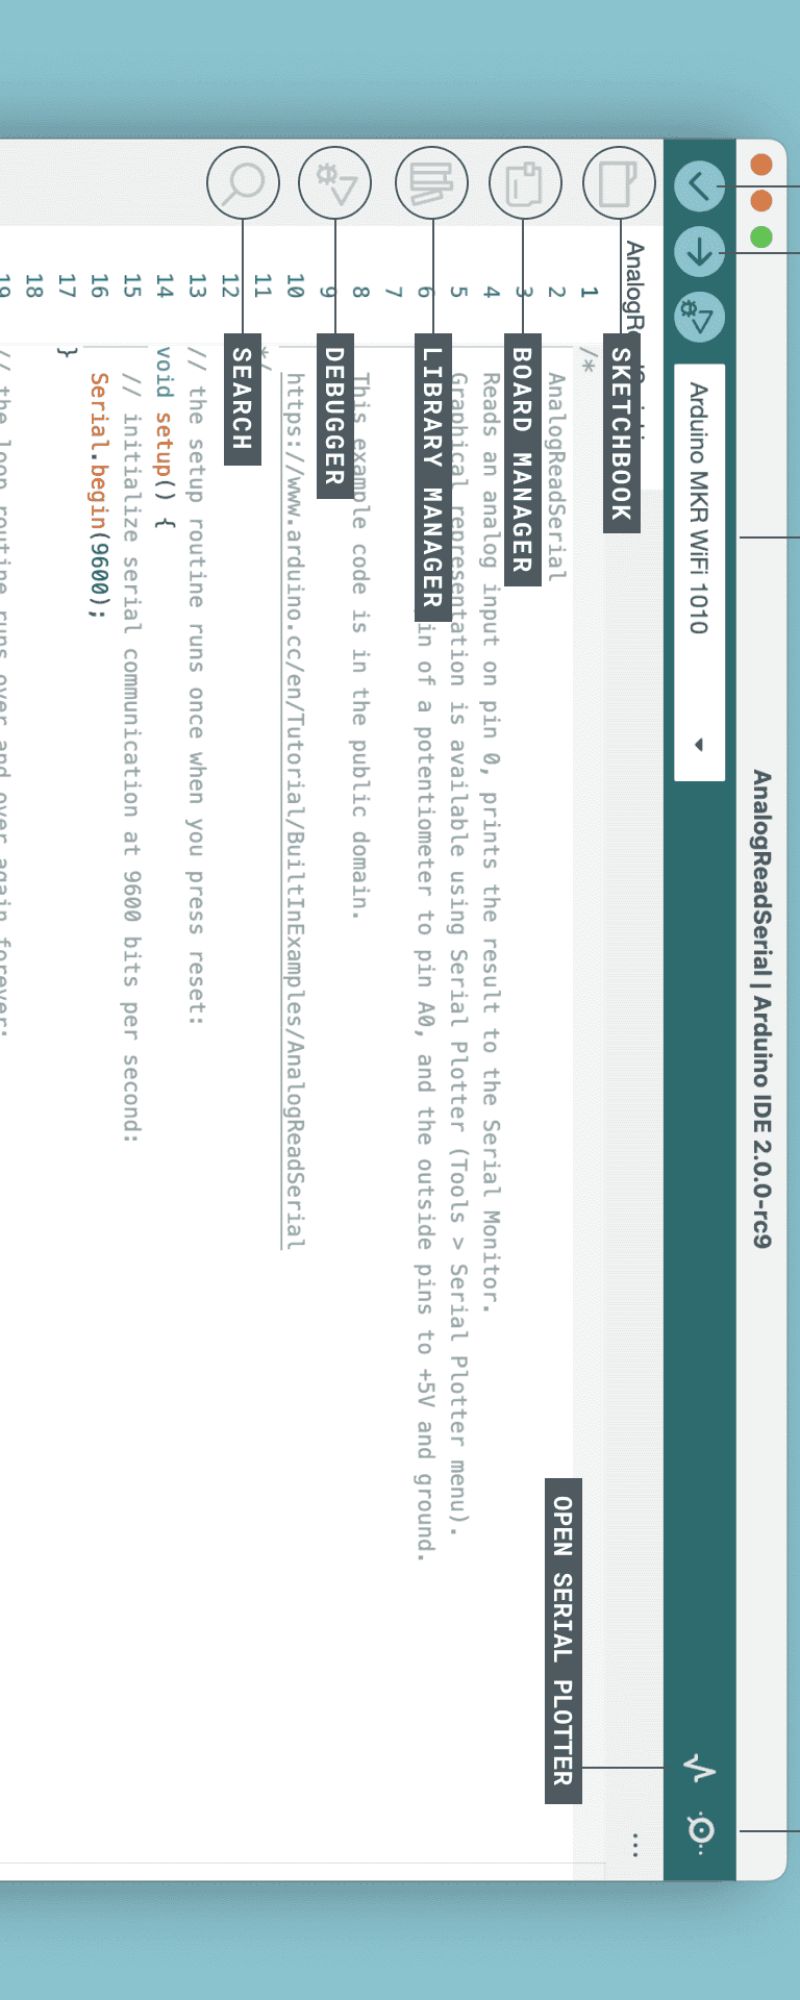 AnalogReadSerial | Arduino IDE 2.0.0-rc9
Arduino MKR WiFi 1010
SKETCHBOOK
1 /*
2 AnalogReadSerial
OPEN SERIAL PLOTTER
3
BOARD MANAGER
4 Reads an analog input on pin 0, prints the result to the Serial Monitor.
5 Graphical representation is available using Serial Plotter (Tools > Serial Plotter menu).
LIBRARY MANAGER
6 of a potentiometer to pin A0, and the outside pins to +5V and ground.
7
8 This example code is in the public domain.
DEBUGGER
9
10 https://www.arduino.cc/en/Tutorial/BuiltInExamples/AnalogReadSerial
11 */
SEARCH
12
13 // the setup routine runs once when you press reset:
14 void setup() {
15 // initialize serial communication at 9600 bits per second:
16 Serial.begin(9600);
17 }
18
19 // the loop routine runs over and over again forever: